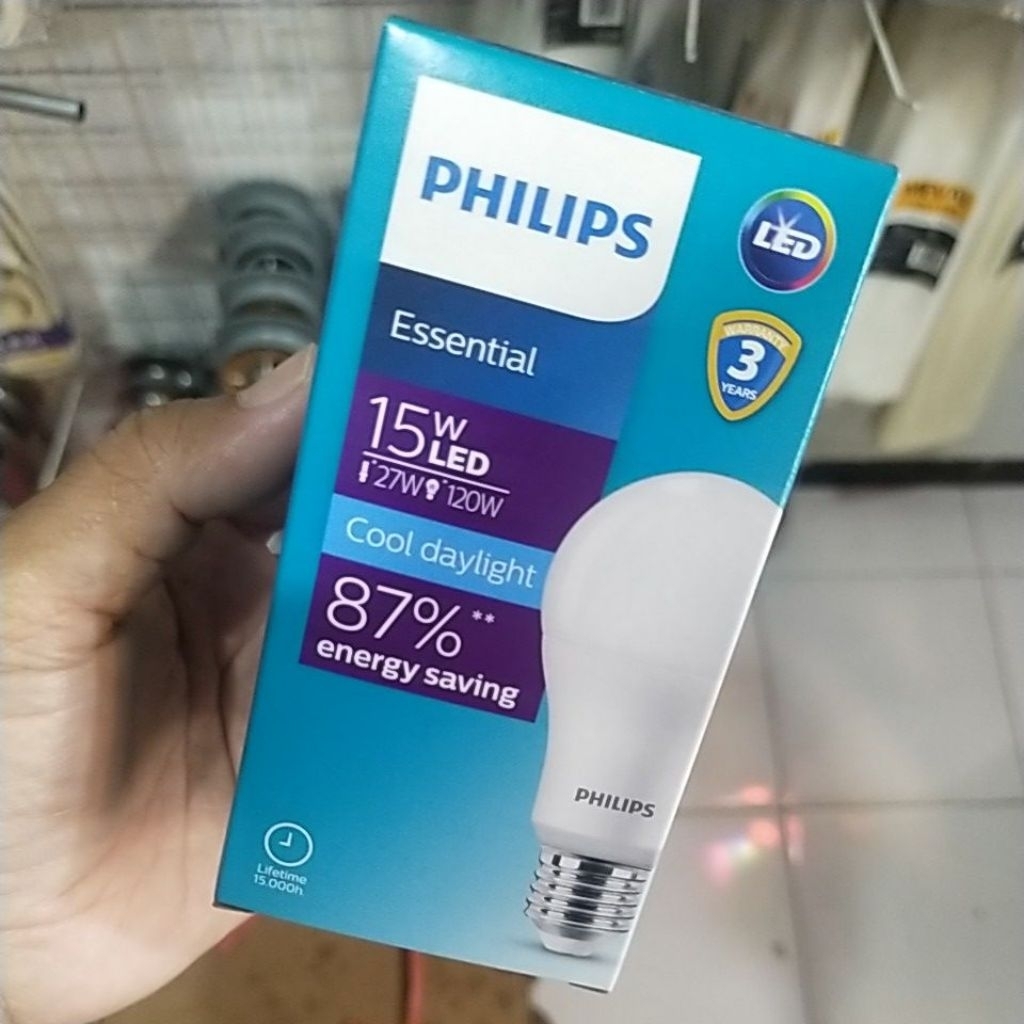 PHILIPS
LED
Essential
WARRANTY
3
YEARS
15W
LED
27W 120W
Cool daylight
87%**
energy saving
PHILIPS
Lifetime
15.000h.